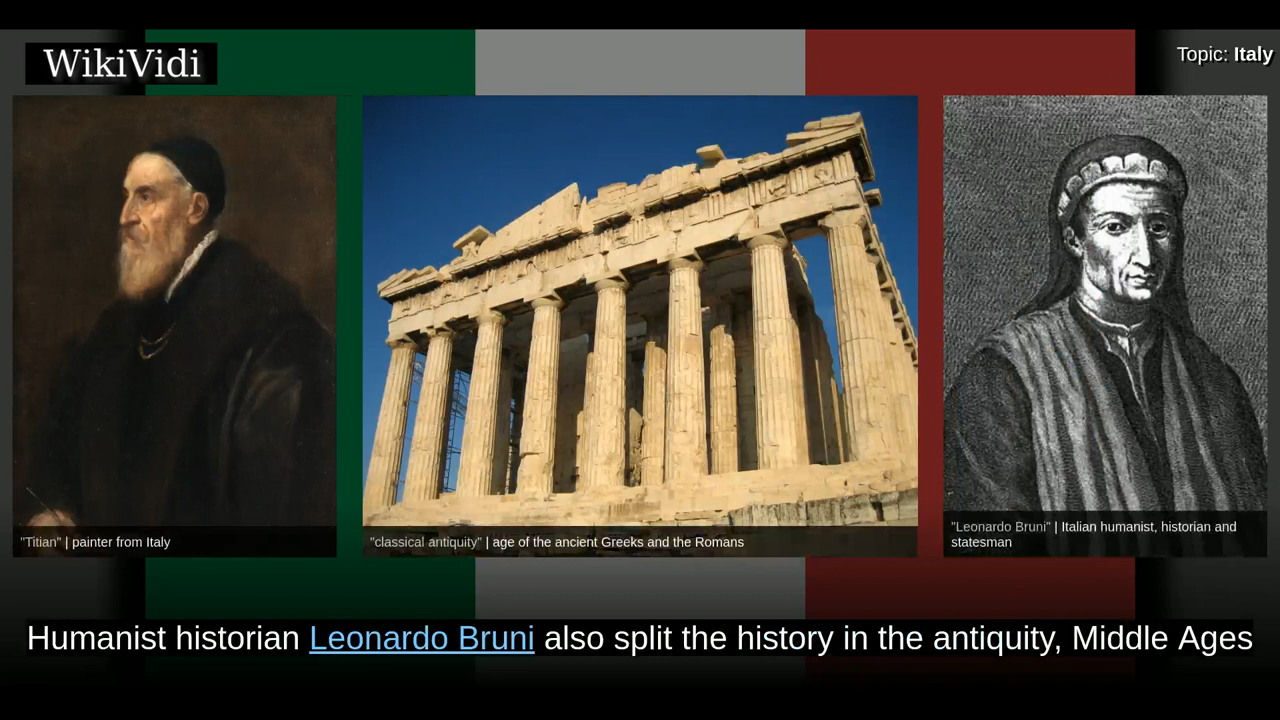 WikiVidi
Topic: Italy
"Titian" | painter from Italy
"classical antiquity" | age of the ancient Greeks and the Romans
"Leonardo Bruni" | Italian humanist, historian and
statesman
Humanist historian Leonardo Bruni also split the history in the antiquity, Middle Ages